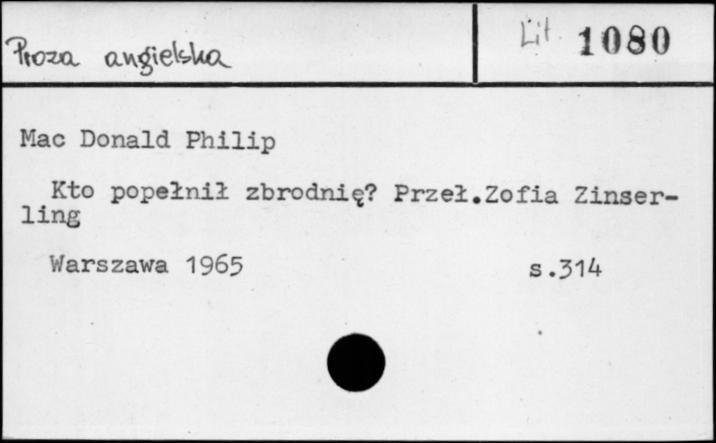 Proza angielska
Lit 1080
Mac Donald Philip
Kto popełnił zbrodnię? Przeł.Zofia Zinser-
ling
Warszawa 1965 s.314